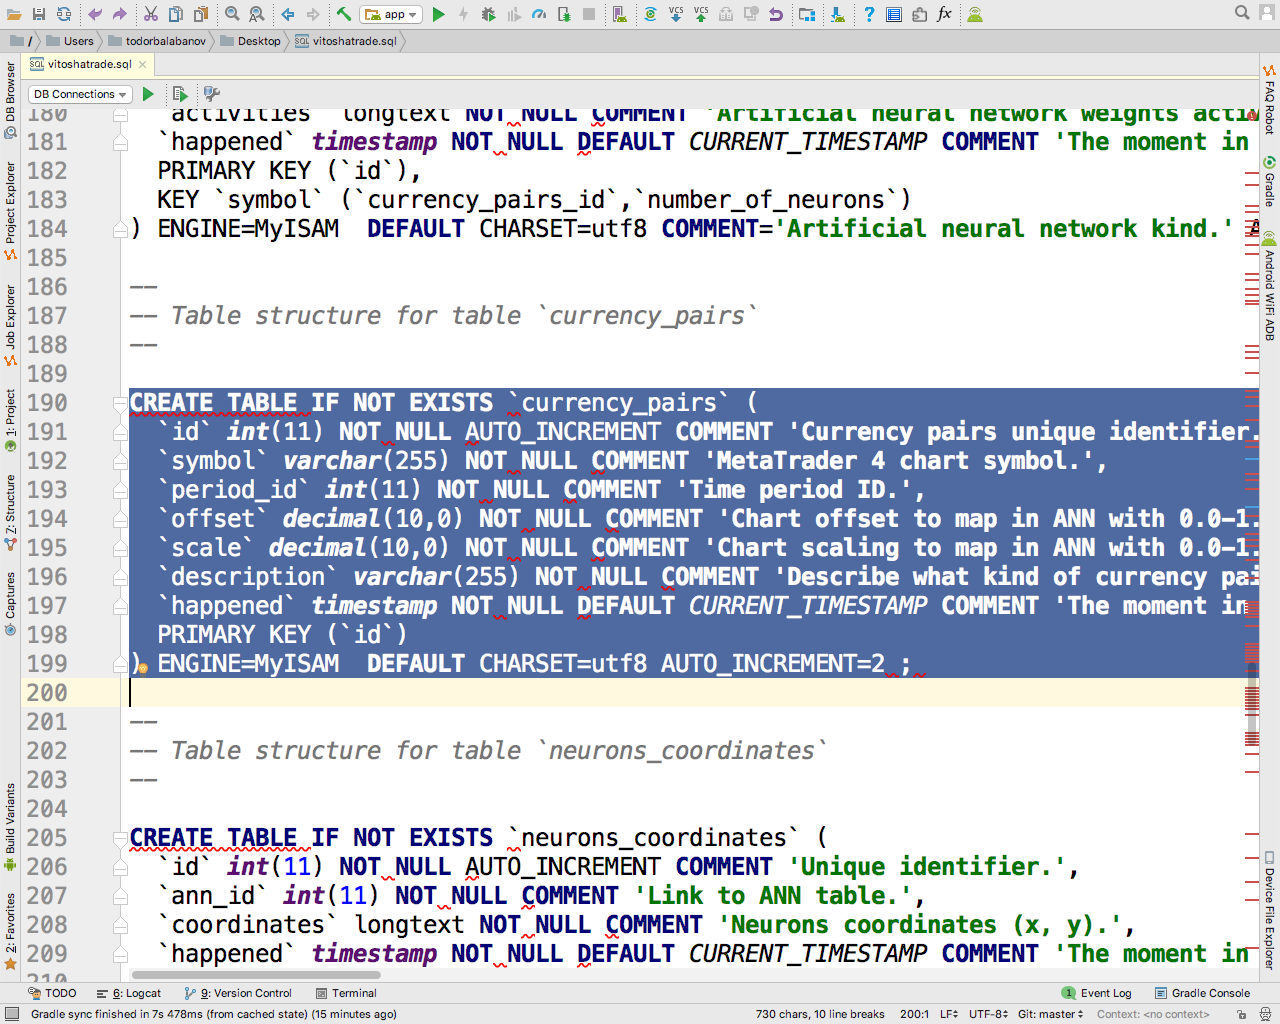 app
fx
/ Users todorbalabanov Desktop vitoshatrade.sql
vitoshatrade.sql
DB Connections
180 `activities` longtext NOT NULL COMMENT 'Artificial neural network weights acti
181 `happened` timestamp NOT NULL DEFAULT CURRENT_TIMESTAMP COMMENT 'The moment in
182 PRIMARY KEY (`id`),
183 KEY `symbol` (`currency_pairs_id`,`number_of_neurons`)
184 ) ENGINE=MyISAM  DEFAULT CHARSET=utf8 COMMENT='Artificial neural network kind.'
185
186 --
187 -- Table structure for table `currency_pairs`
188 --
189
190 CREATE TABLE IF NOT EXISTS `currency_pairs` (
191 `id` int(11) NOT NULL AUTO_INCREMENT COMMENT 'Currency pairs unique identifier.
192 `symbol` varchar(255) NOT NULL COMMENT 'MetaTrader 4 chart symbol.',
193 `period_id` int(11) NOT NULL COMMENT 'Time period ID.',
194 `offset` decimal(10,0) NOT NULL COMMENT 'Chart offset to map in ANN with 0.0-1.
195 `scale` decimal(10,0) NOT NULL COMMENT 'Chart scaling to map in ANN with 0.0-1.
196 `description` varchar(255) NOT NULL COMMENT 'Describe what kind of currency pai
197 `happened` timestamp NOT NULL DEFAULT CURRENT_TIMESTAMP COMMENT 'The moment in
198 PRIMARY KEY (`id`)
199 ) ENGINE=MyISAM  DEFAULT CHARSET=utf8 AUTO_INCREMENT=2 ;
200
201 --
202 -- Table structure for table `neurons_coordinates`
203 --
204
205 CREATE TABLE IF NOT EXISTS `neurons_coordinates` (
206 `id` int(11) NOT NULL AUTO_INCREMENT COMMENT 'Unique identifier.',
207 `ann_id` int(11) NOT NULL COMMENT 'Link to ANN table.',
208 `coordinates` longtext NOT NULL COMMENT 'Neurons coordinates (x, y).',
209 `happened` timestamp NOT NULL DEFAULT CURRENT_TIMESTAMP COMMENT 'The moment in
210
DB Browser
Project Explorer
Job Explorer
1: Project
7: Structure
Captures
Build Variants
2: Favorites
FAQ Robot
Gradle
Android WiFi ADB
Device File Explorer
TODO 6: Logcat 9: Version Control Terminal 1 Event Log Gradle Console
Gradle sync finished in 7s 478ms (from cached state) (15 minutes ago) 730 chars, 10 line breaks 200:1 LF UTF-8 Git: master Context: <no context>